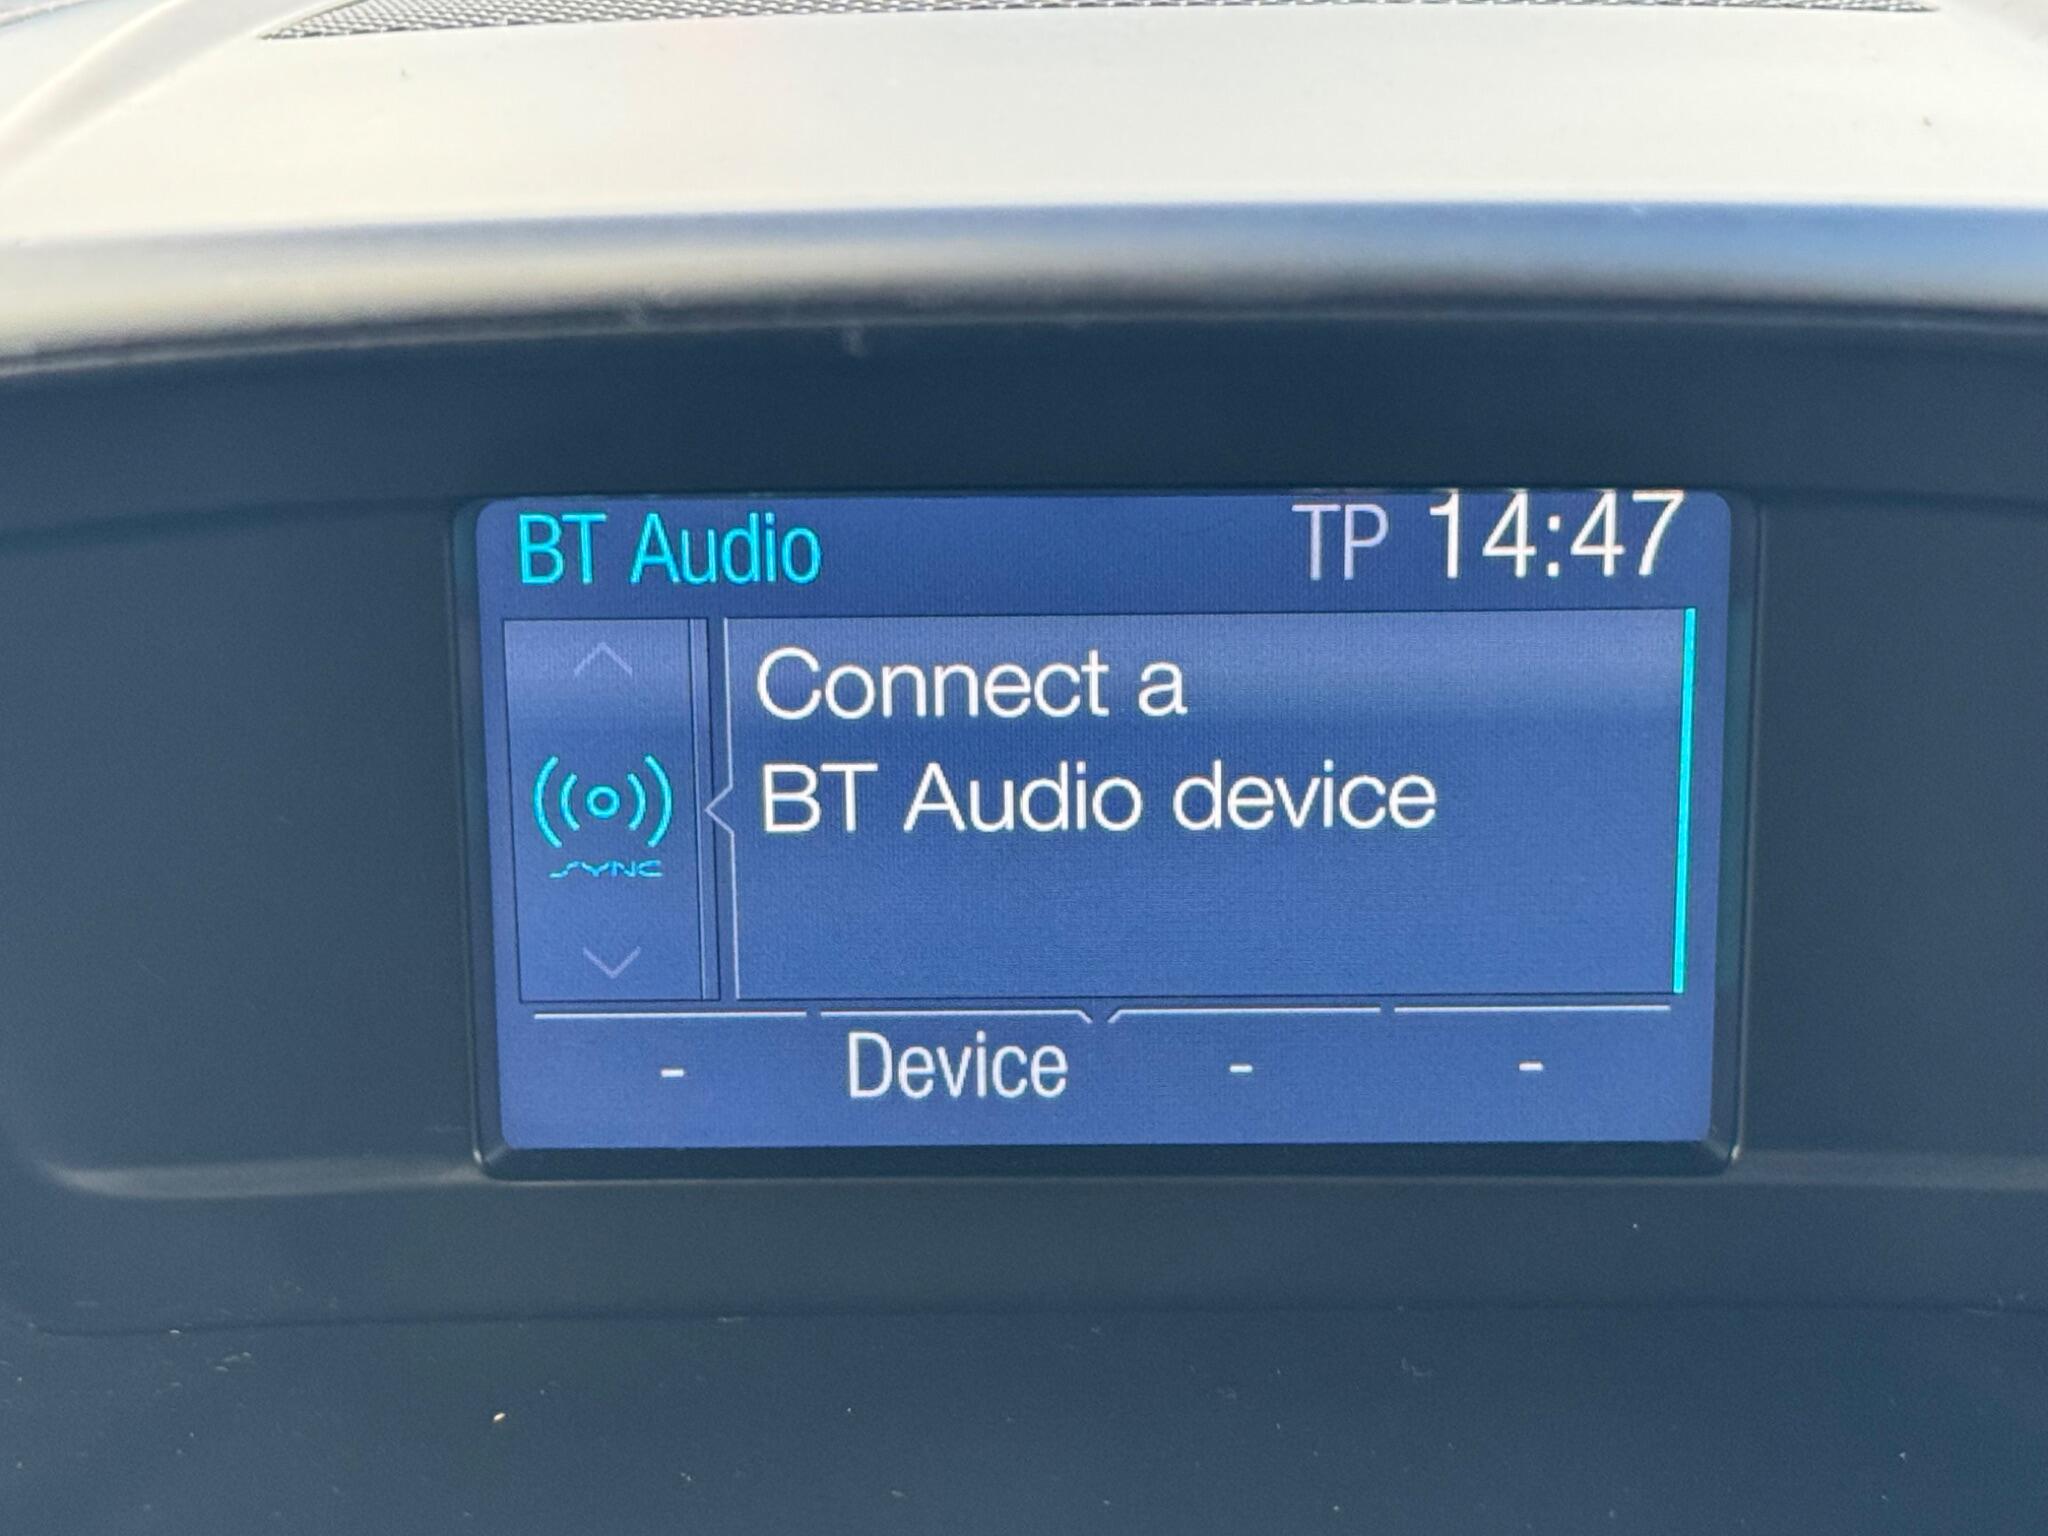 BT Audio TP 14:47
Connect a
BT Audio device
SYNC
- Device - -